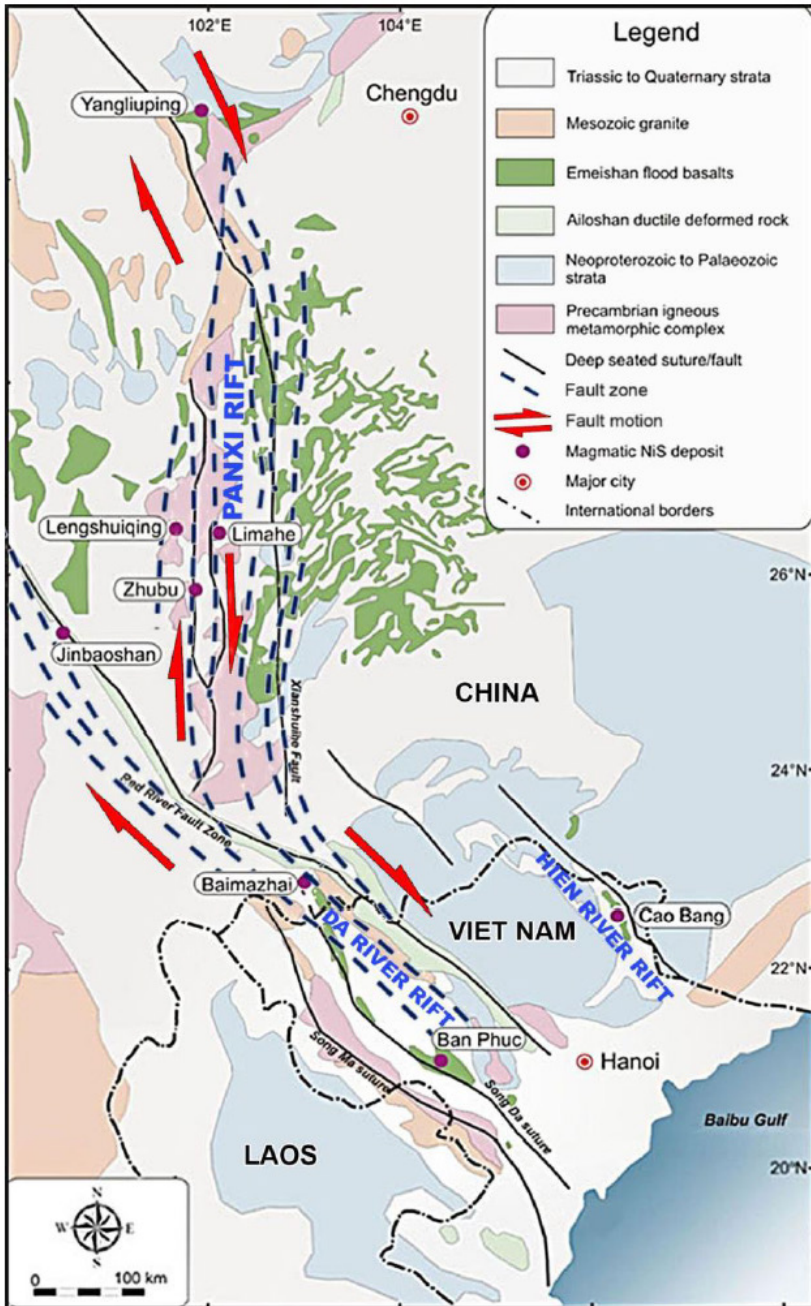 102°E
104°E
Yangliuping
Chengdu
Legend
Triassic to Quaternary strata
Mesozoic granite
Emeishan flood basalts
Ailoshan ductile deformed rock
Neoproterozoic to Palaeozoic
strata
Precambrian igneous
metamorphic complex
Deep seated suture/fault
Fault zone
Fault motion
Magmatic NiS deposit
Major city
International borders
PANXI RIFT
Lengshuiqing
Limahe
Zhubu
Jinbaoshan
26°N
CHINA
Xianshuihe Fault
24°N
Red River Fault Zone
Baimazhai
DA RIVER RIFT
VIET NAM
HIEN RIVER RIFT
Cao Bang
22°N
Ban Phuc
Hanoi
Song Ma suture
Song Da suture
Baibu Gulf
LAOS
20°N
N
N
W
E
S
S
0
100 km